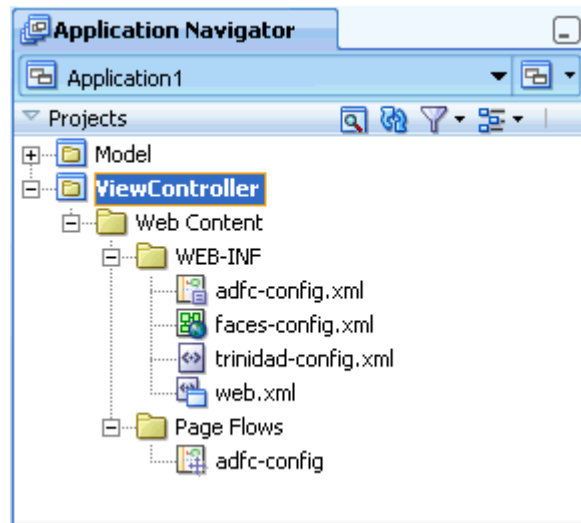 Application Navigator
Application1
Projects
Model
ViewController
Web Content
WEB-INF
adfc-config.xml
faces-config.xml
trinidad-config.xml
web.xml
Page Flows
adfc-config